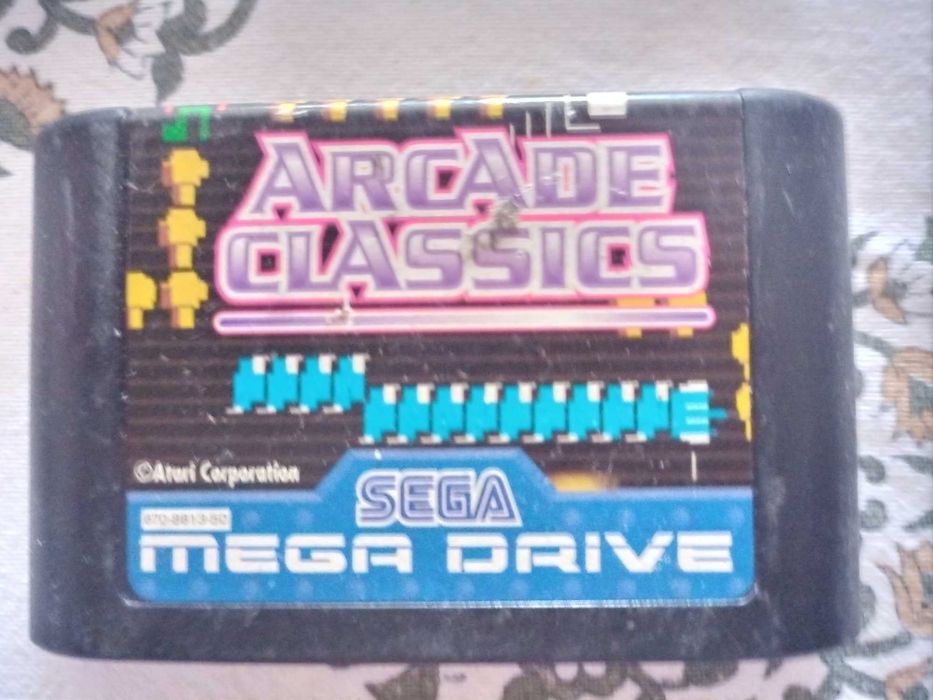 ARCADE
CLASSICS
©Atari Corporation
SEGA
670-8813-50
MEGA DRIVE